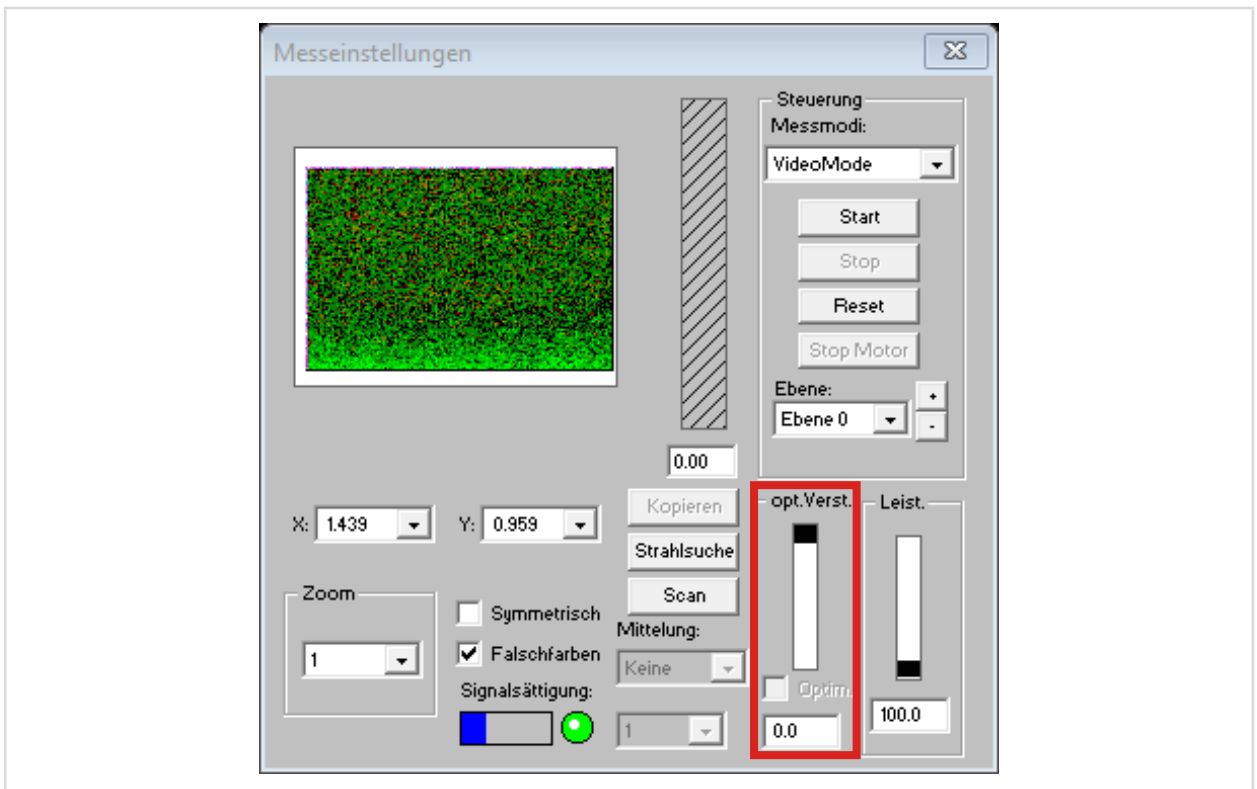 Messeinstellungen
Steuerung
Messmodi:
VideoMode
Start
Stop
Reset
Stop Motor
Ebene:
Ebene 0
+
-
0.00
X: 1.439
Y: 0.959
Kopieren
Strahlsuche
Scan
Zoom
1
Symmetrisch
Falschfarben
Signalsättigung:
Mittelung:
Keine
1
opt.Verst.
Optim.
0.0
Leist.
100.0